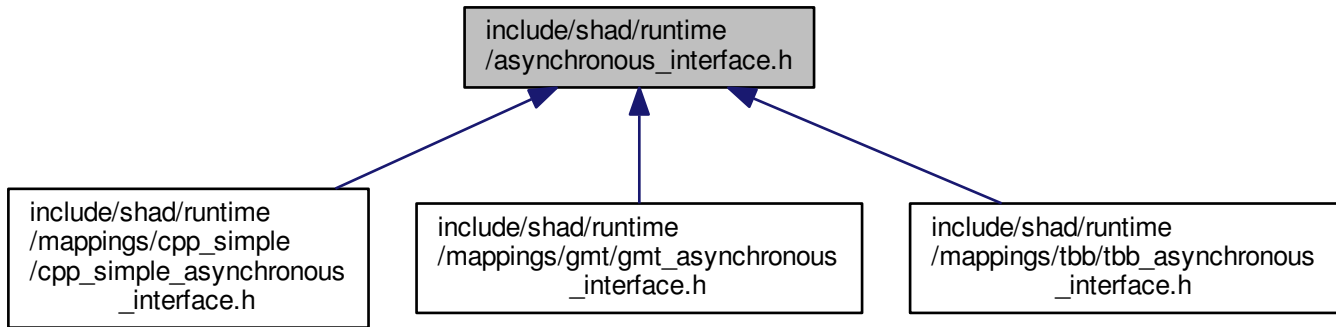 include/shad/runtime
/asynchronous_interface.h
include/shad/runtime
/mappings/cpp_simple
/cpp_simple_asynchronous
_interface.h
include/shad/runtime
/mappings/gmt/gmt_asynchronous
_interface.h
include/shad/runtime
/mappings/tbb/tbb_asynchronous
_interface.h